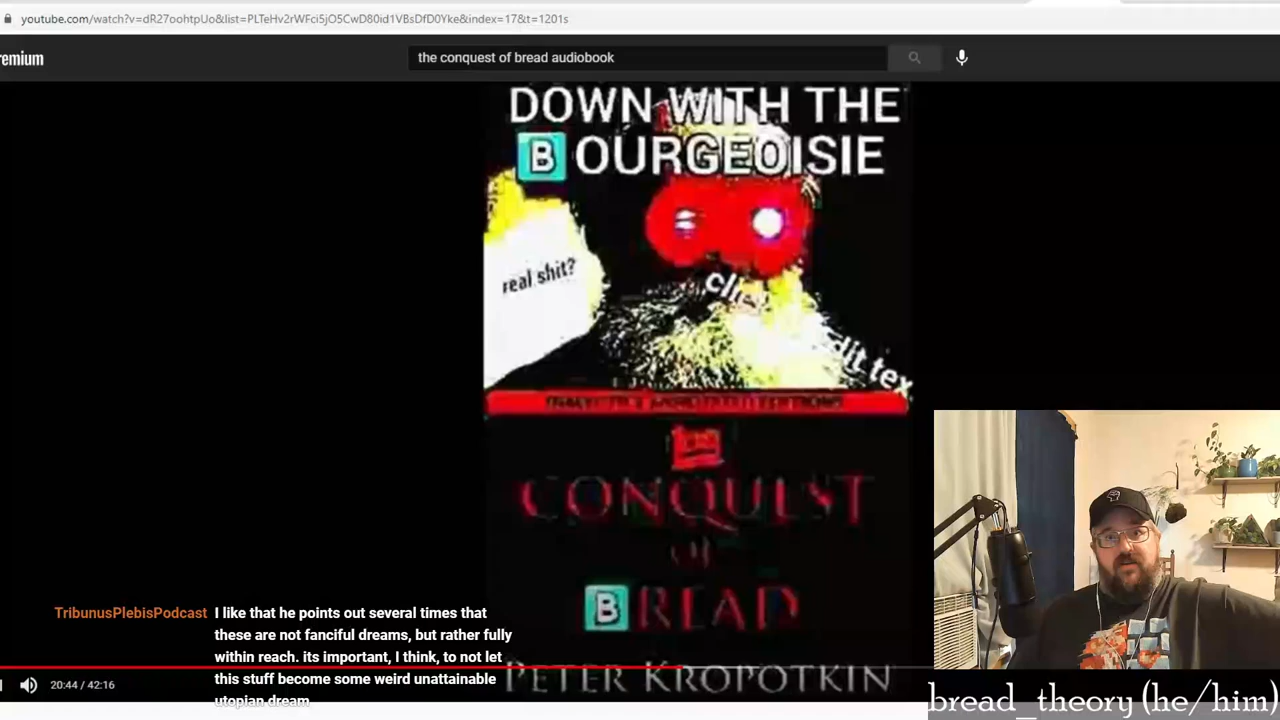 youtube.com/watch?v=dR27oohtpUo&list=PLTeHv2rWFci5jO5CwD80id1VBsDfD0Yke&index=17&t=1201s
remium
the conquest of bread audiobook
DOWN WITH THE
BOURGEOISIE
real shit?
dit tex
CONQUEST
of
BREAD
PETER KROPOTKIN
TribunusPlebisPodcast I like that he points out several times that
these are not fanciful dreams, but rather fully
within reach. its important, I think, to not let
this stuff become some weird unattainable
utopian dream
20:44 / 42:16
bread_theory (he/him)